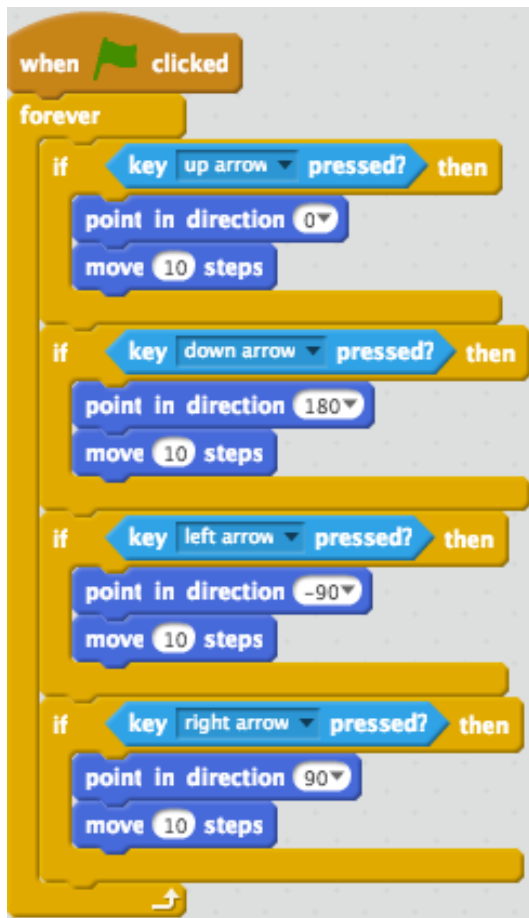 when clicked
forever
if key up arrow pressed? then
point in direction 0
move 10 steps
if key down arrow pressed? then
point in direction 180
move 10 steps
if key left arrow pressed? then
point in direction -90
move 10 steps
if key right arrow pressed? then
point in direction 90
move 10 steps